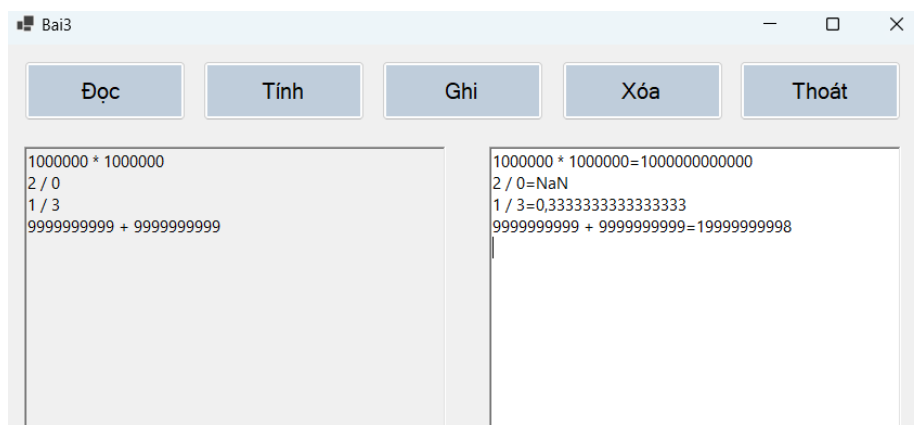 Bai3
Đọc
Tính
Ghi
Xóa
Thoát
1000000 * 1000000
2 / 0
1 / 3
9999999999 + 9999999999
1000000 * 1000000=1000000000000
2 / 0=NaN
1 / 3=0,3333333333333333
9999999999 + 9999999999=19999999998